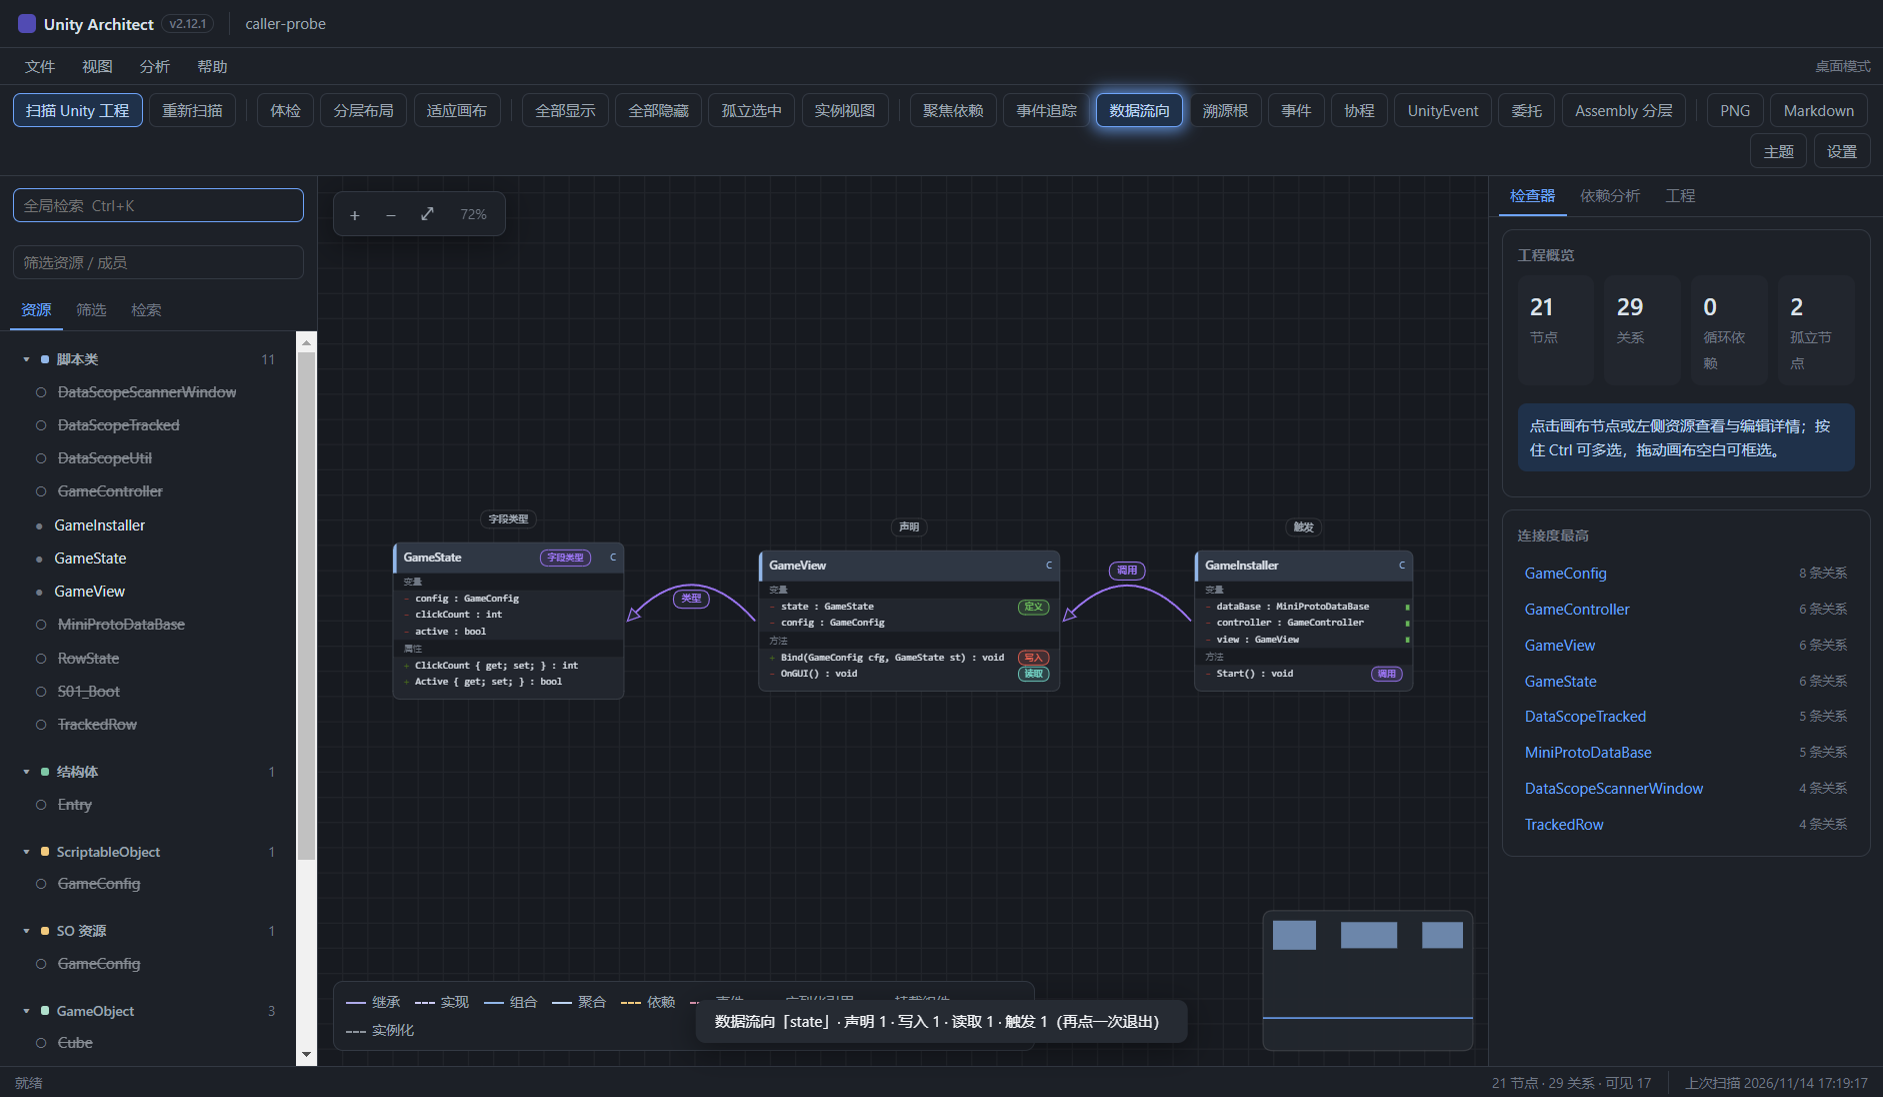 Unity Architect v2.12.1 caller-probe
文件 视图 分析 帮助 桌面模式
扫描 Unity 工程 重新扫描 体检 分层布局 适应画布 全部显示 全部隐藏 孤立选中 实例视图 聚焦依赖 事件追踪 数据流向 溯源根 事件 协程 UnityEvent 委托 Assembly 分层 PNG Markdown
主题 设置
全局检索 Ctrl+K
筛选资源 / 成员
资源 筛选 检索
脚本类 11
DataScopeScannerWindow
DataScopeTracked
DataScopeUtil
GameController
GameInstaller
GameState
GameView
MiniProtoDataBase
RowState
S01_Boot
TrackedRow
结构体 1
Entry
ScriptableObject 1
GameConfig
SO 资源 1
GameConfig
GameObject 3
Cube
+ − ⤢ 72%
字段类型
GameState 字段类型 C
变量
- config : GameConfig
- clickCount : int
- active : bool
属性
+ ClickCount { get; set; } : int
+ Active { get; set; } : bool
类型
声明
GameView C
变量
- state : GameState 定义
- config : GameConfig
方法
+ Bind(GameConfig cfg, GameState st) : void 写入
- OnGUI() : void 读取
调用
触发
GameInstaller C
变量
- dataBase : MiniProtoDataBase
- controller : GameController
- view : GameView
方法
- Start() : void 调用
继承 实现 组合 聚合 依赖
实例化
数据流向「state」· 声明 1 · 写入 1 · 读取 1 · 触发 1（再点一次退出）
检查器 依赖分析 工程
工程概览
21 29 0 2
节点 关系 循环依赖 孤立节点
点击画布节点或左侧资源查看与编辑详情；按
住 Ctrl 可多选，拖动画布空白可框选。
连接度最高
GameConfig 8 条关系
GameController 6 条关系
GameView 6 条关系
GameState 6 条关系
DataScopeTracked 5 条关系
MiniProtoDataBase 5 条关系
DataScopeScannerWindow 4 条关系
TrackedRow 4 条关系
就绪 21 节点 · 29 关系 · 可见 17 上次扫描 2026/11/14 17:19:17